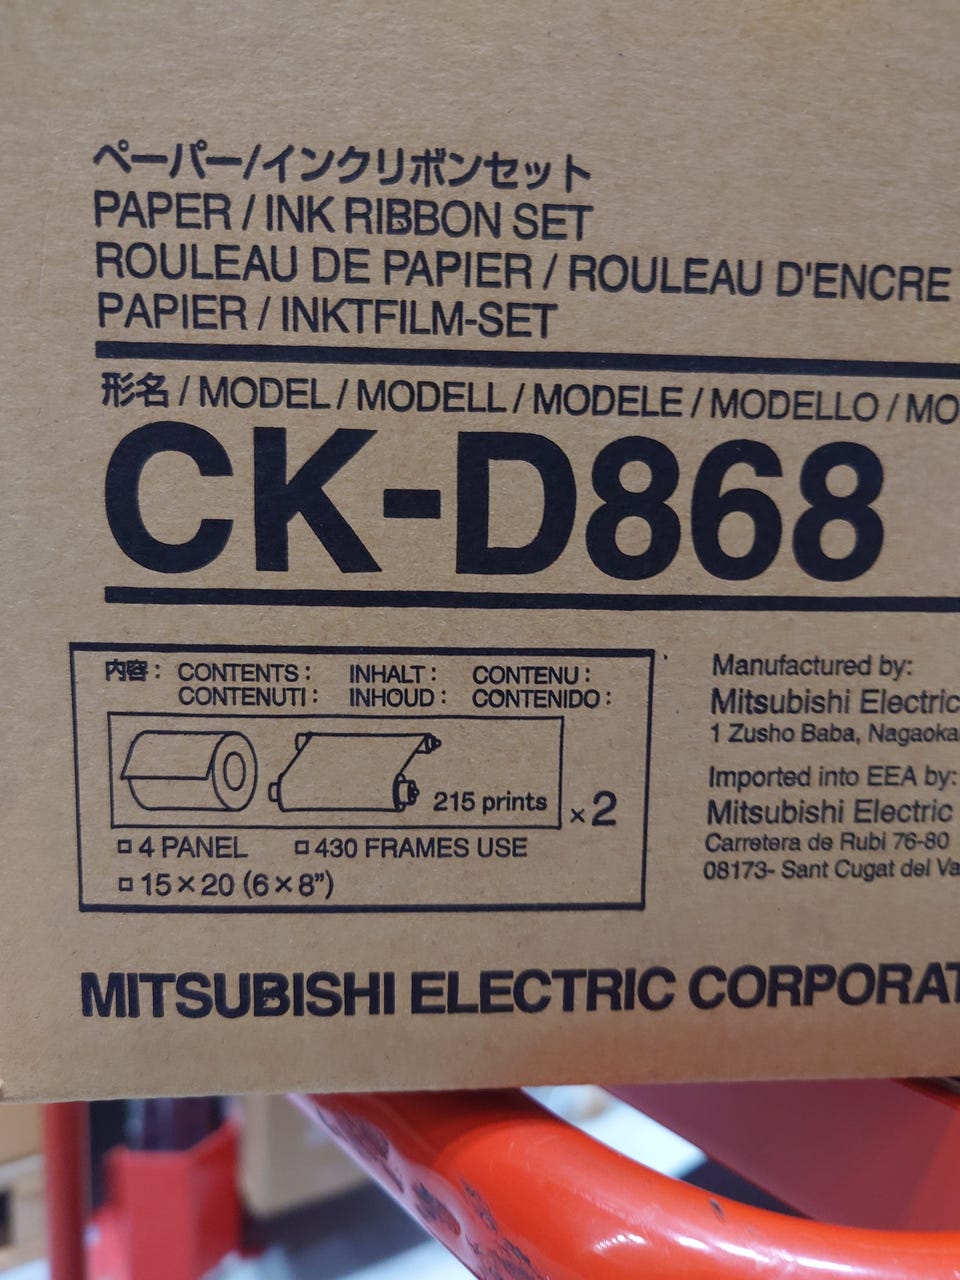 ペーパー/インクリボンセット
PAPER / INK RIBBON SET
ROULEAU DE PAPIER / ROULEAU D'ENCRE
PAPIER / INKTFILM-SET
形名 / MODEL / MODELL / MODELE / MODELLO / MO
CK-D868
内容: CONTENTS: INHALT: CONTENU:
CONTENUTI: INHOUD: CONTENIDO:
215 prints ×2
4 PANEL 430 FRAMES USE
15×20 (6×8")
Manufactured by:
Mitsubishi Electric
1 Zusho Baba, Nagaoka
Imported into EEA by:
Mitsubishi Electric
Carretera de Rubi 76-80
08173- Sant Cugat del Va
MITSUBISHI ELECTRIC CORPORAT